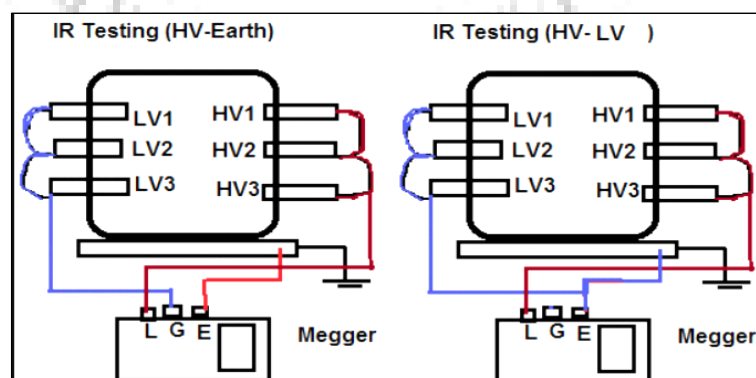 IR Testing (HV-Earth)
LV1
HV1
LV2
HV2
LV3
HV3
L G E
Megger
IR Testing (HV- LV )
LV1
HV1
LV2
HV2
LV3
HV3
L G E
Megger